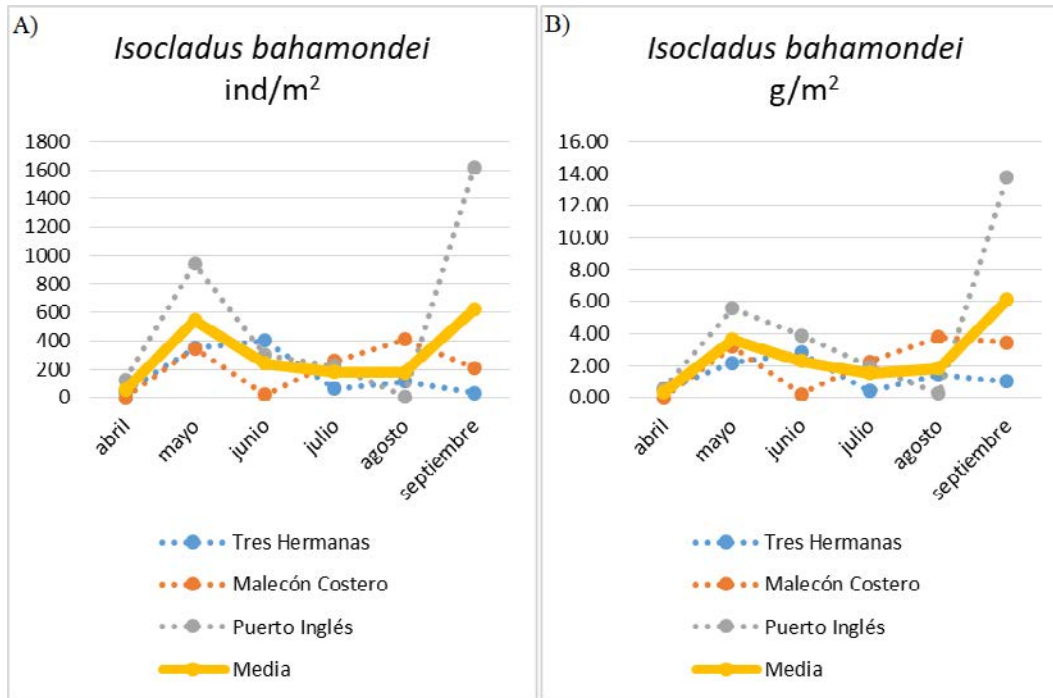 A)
Isocladus bahamondei
ind/m²
1800
1600
1400
1200
1000
800
600
400
200
0
abril
mayo
junio
julio
agosto
septiembre
Tres Hermanas
Malecón Costero
Puerto Inglés
Media
B)
Isocladus bahamondei
g/m²
16.00
14.00
12.00
10.00
8.00
6.00
4.00
2.00
0.00
abril
mayo
junio
julio
agosto
septiembre
Tres Hermanas
Malecón Costero
Puerto Inglés
Media